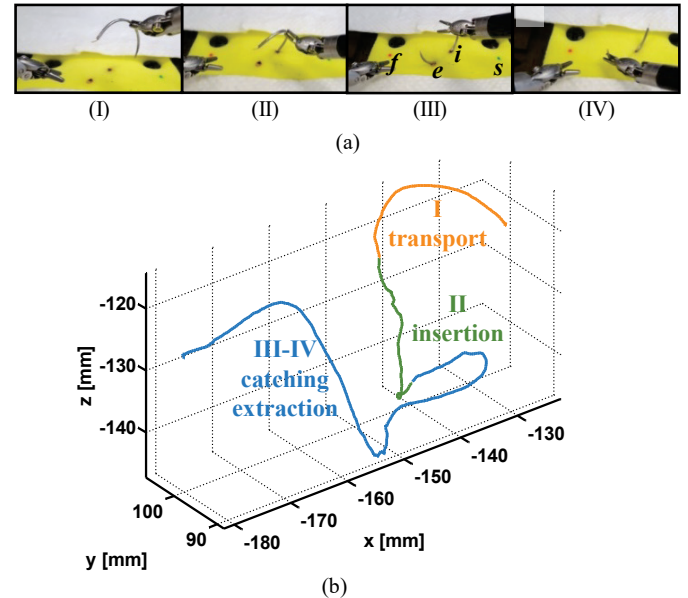 f e i s
(I) (II) (III) (IV)
(a)
I
transport
II
insertion
III-IV
catching
extraction
-120
-130
-140
z [mm]
100
90
y [mm]
-180
-170
-160
-150
-140
-130
x [mm]
(b)